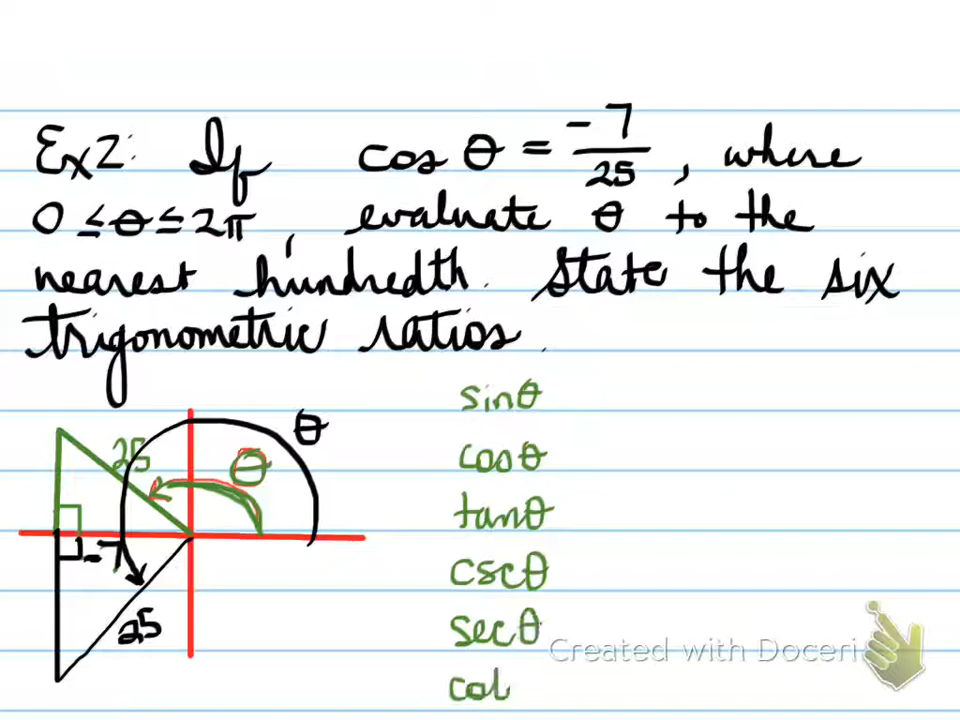 Ex2: If cos θ = -7/25, where
0 ≤ θ ≤ 2π, evaluate θ to the
nearest hundredth. State the six
trigonometric ratios.
sinθ
θ
25
θ
cosθ
tanθ
-7
cscθ
25
secθ
Created with Doceri
cot